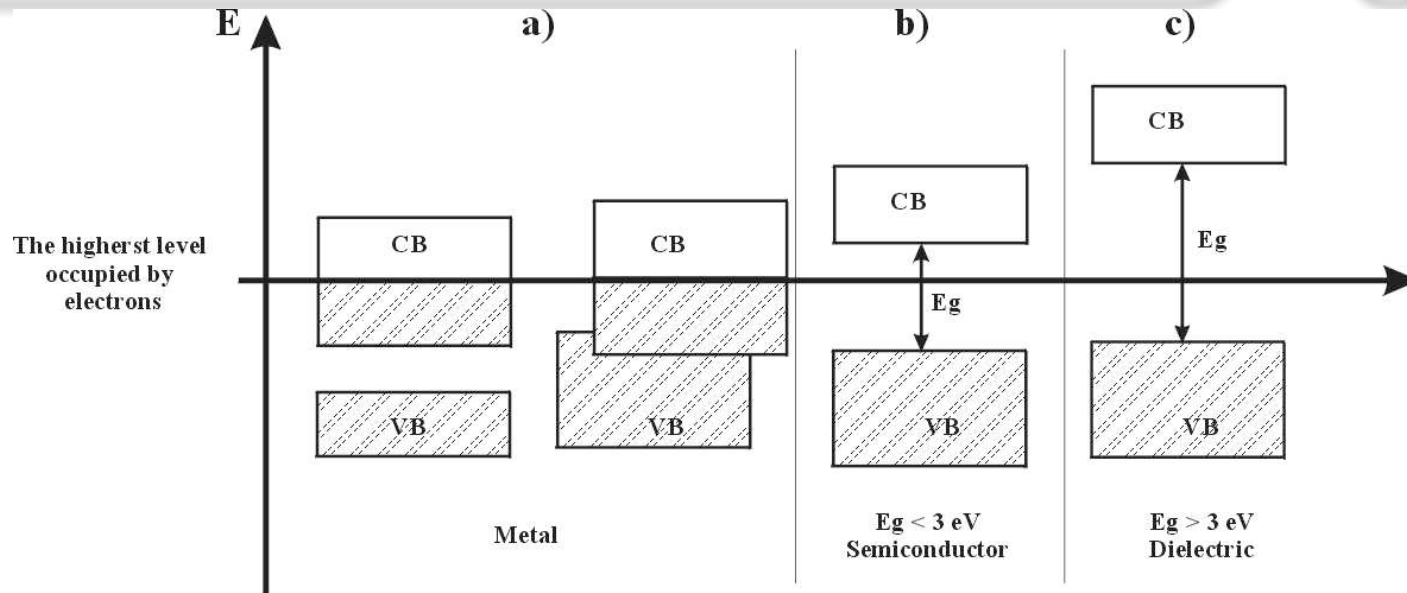 E
a)
b)
c)
CB
CB
CB
CB
The higherst level
occupied by
electrons
Eg
Eg
VB
VB
VB
VB
Metal
Eg < 3 eV
Semiconductor
Eg > 3 eV
Dielectric